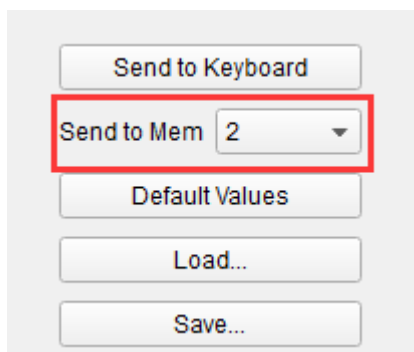 Send to Keyboard
Send to Mem 2
Default Values
Load...
Save...